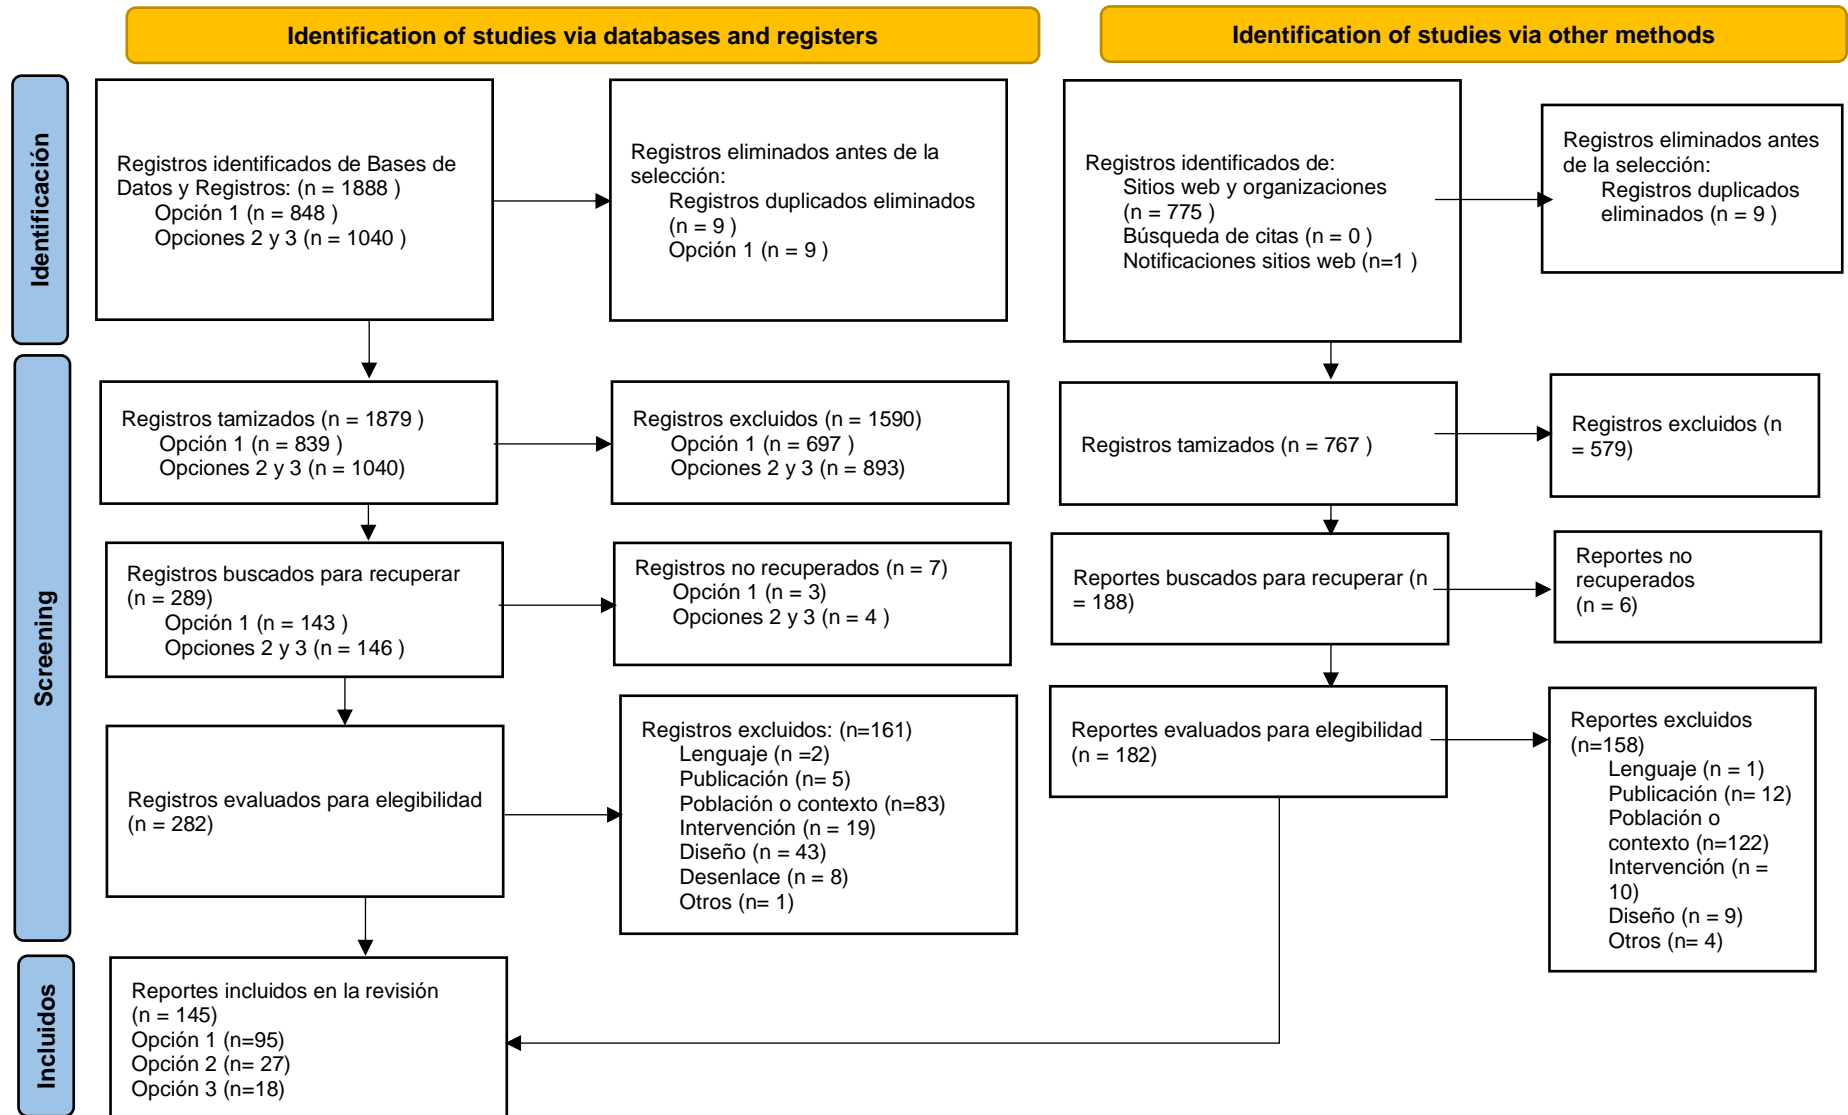 Identification of studies via databases and registers
Identification of studies via other methods
Identificación
Registros identificados de Bases de
Datos y Registros: (n = 1888 )
Opción 1 (n = 848 )
Opciones 2 y 3 (n = 1040 )
Registros eliminados antes de la
selección:
Registros duplicados eliminados
(n = 9 )
Opción 1 (n = 9 )
Registros identificados de:
Sitios web y organizaciones
(n = 775 )
Búsqueda de citas (n = 0 )
Notificaciones sitios web (n=1 )
Registros eliminados antes
de la selección:
Registros duplicados
eliminados (n = 9 )
Screening
Registros tamizados (n = 1879 )
Opción 1 (n = 839 )
Opciones 2 y 3 (n = 1040)
Registros excluidos (n = 1590)
Opción 1 (n = 697 )
Opciones 2 y 3 (n = 893)
Registros tamizados (n = 767 )
Registros excluidos (n
= 579)
Registros buscados para recuperar
(n = 289)
Opción 1 (n = 143 )
Opciones 2 y 3 (n = 146 )
Registros no recuperados (n = 7)
Opción 1 (n = 3)
Opciones 2 y 3 (n = 4 )
Reportes buscados para recuperar (n
= 188)
Reportes no
recuperados
(n = 6)
Registros evaluados para elegibilidad
(n = 282)
Registros excluidos: (n=161)
Lenguaje (n =2)
Publicación (n= 5)
Población o contexto (n=83)
Intervención (n = 19)
Diseño (n = 43)
Desenlace (n = 8)
Otros (n= 1)
Reportes evaluados para elegibilidad
(n = 182)
Reportes excluidos
(n=158)
Lenguaje (n = 1)
Publicación (n= 12)
Población o
contexto (n=122)
Intervención (n =
10)
Diseño (n = 9)
Otros (n= 4)
Incluidos
Reportes incluidos en la revisión
(n = 145)
Opción 1 (n=95)
Opción 2 (n= 27)
Opción 3 (n=18)